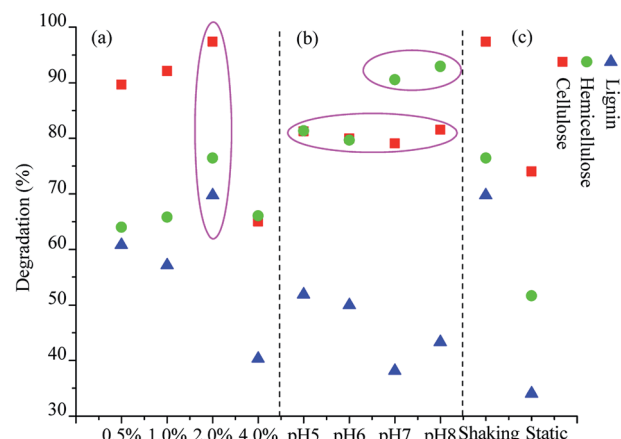 (a)
(b)
(c)
100
90
80
70
60
50
40
30
Degradation (%)
Lignin
Hemicellulose
Cellulose
0.5% 1.0% 2.0% 4.0% pH5 pH6 pH7 pH8 Shaking Static